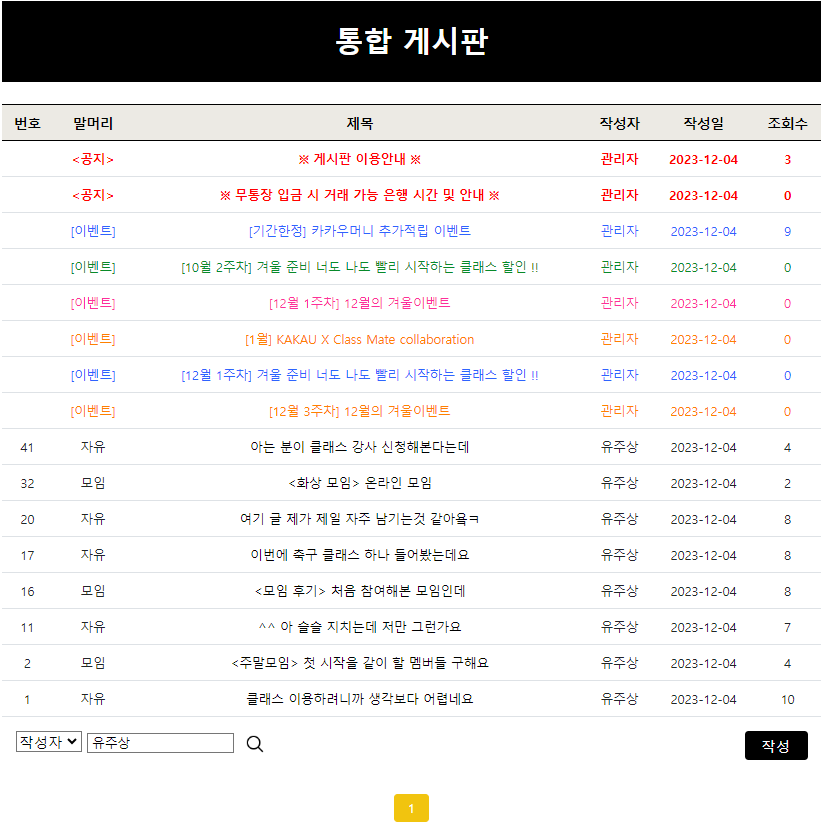 통합 게시판
번호 말머리 제목 작성자 작성일 조회수
<공지> ※ 게시판 이용안내 ※ 관리자 2023-12-04 3
<공지> ※ 무통장 입금 시 거래 가능 은행 시간 및 안내 ※ 관리자 2023-12-04 0
[이벤트] [기간한정] 카카우머니 추가적립 이벤트 관리자 2023-12-04 9
[이벤트] [10월 2주차] 겨울 준비 너도 나도 빨리 시작하는 클래스 할인 !! 관리자 2023-12-04 0
[이벤트] [12월 1주차] 12월의 겨울이벤트 관리자 2023-12-04 0
[이벤트] [1월] KAKAU X Class Mate collaboration 관리자 2023-12-04 0
[이벤트] [12월 1주차] 겨울 준비 너도 나도 빨리 시작하는 클래스 할인 !! 관리자 2023-12-04 0
[이벤트] [12월 3주차] 12월의 겨울이벤트 관리자 2023-12-04 0
41 자유 아는 분이 클래스 강사 신청해본다는데 유주상 2023-12-04 4
32 모임 <화상 모임> 온라인 모임 유주상 2023-12-04 2
20 자유 여기 글 제가 제일 자주 남기는것 같아욬ㅋ 유주상 2023-12-04 8
17 자유 이번에 축구 클래스 하나 들어봤는데요 유주상 2023-12-04 8
16 모임 <모임 후기> 처음 참여해본 모임인데 유주상 2023-12-04 8
11 자유 ^^ 아 슬슬 지치는데 저만 그런가요 유주상 2023-12-04 7
2 모임 <주말모임> 첫 시작을 같이 할 멤버들 구해요 유주상 2023-12-04 4
1 자유 클래스 이용하려니까 생각보다 어렵네요 유주상 2023-12-04 10
작성자 유주상 작성
1